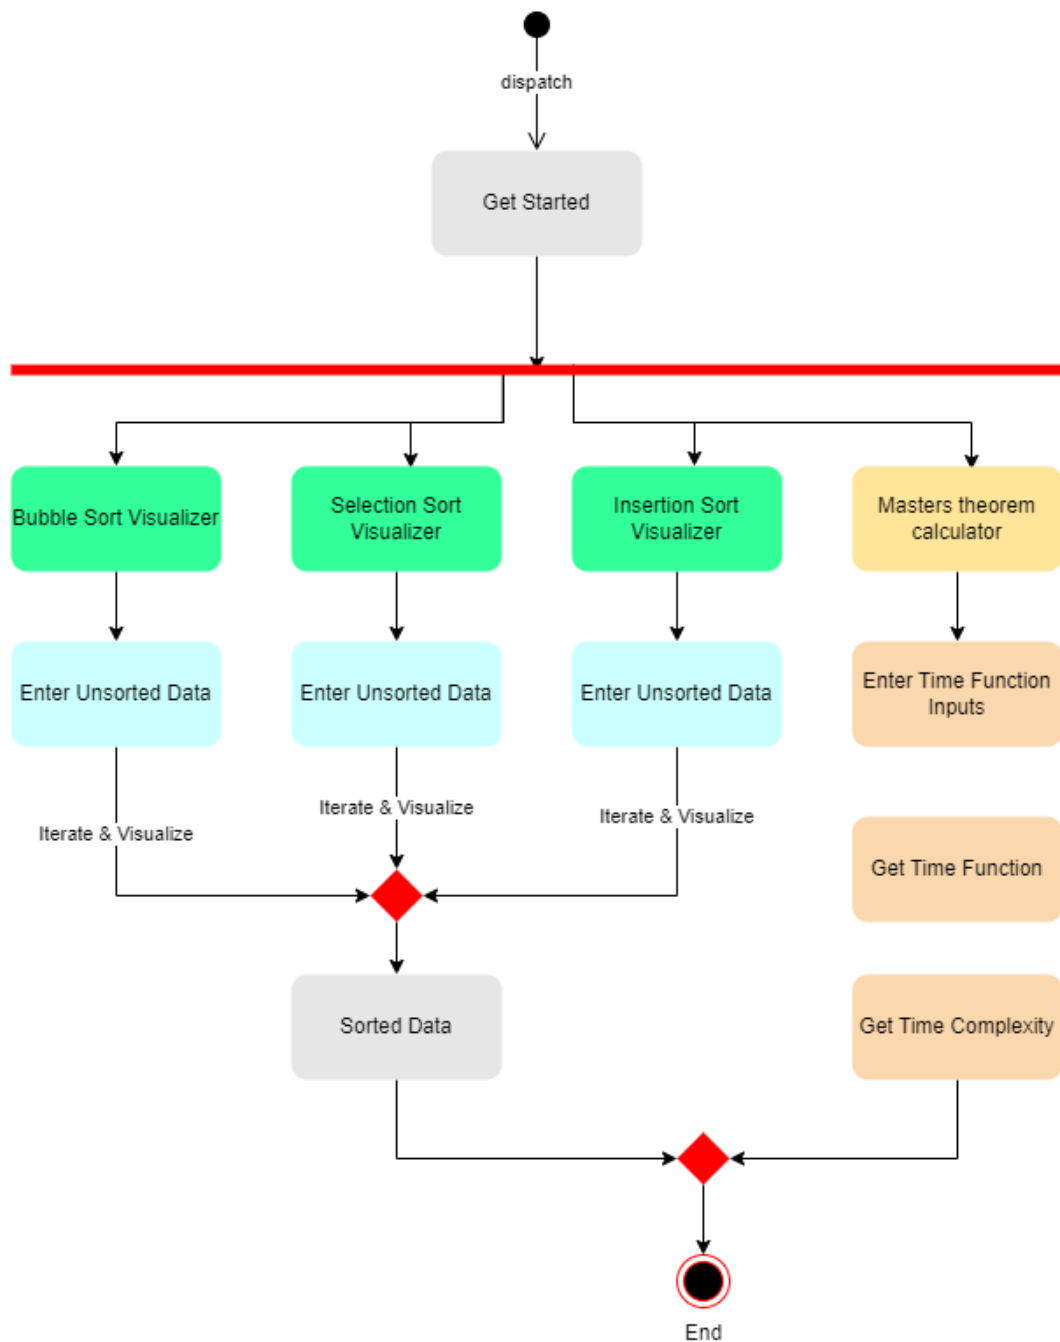 dispatch
Get Started
Bubble Sort Visualizer
Selection Sort
Visualizer
Insertion Sort
Visualizer
Masters theorem
calculator
Enter Unsorted Data
Enter Unsorted Data
Enter Unsorted Data
Enter Time Function
Inputs
Iterate & Visualize
Iterate & Visualize
Iterate & Visualize
Get Time Function
Sorted Data
Get Time Complexity
End